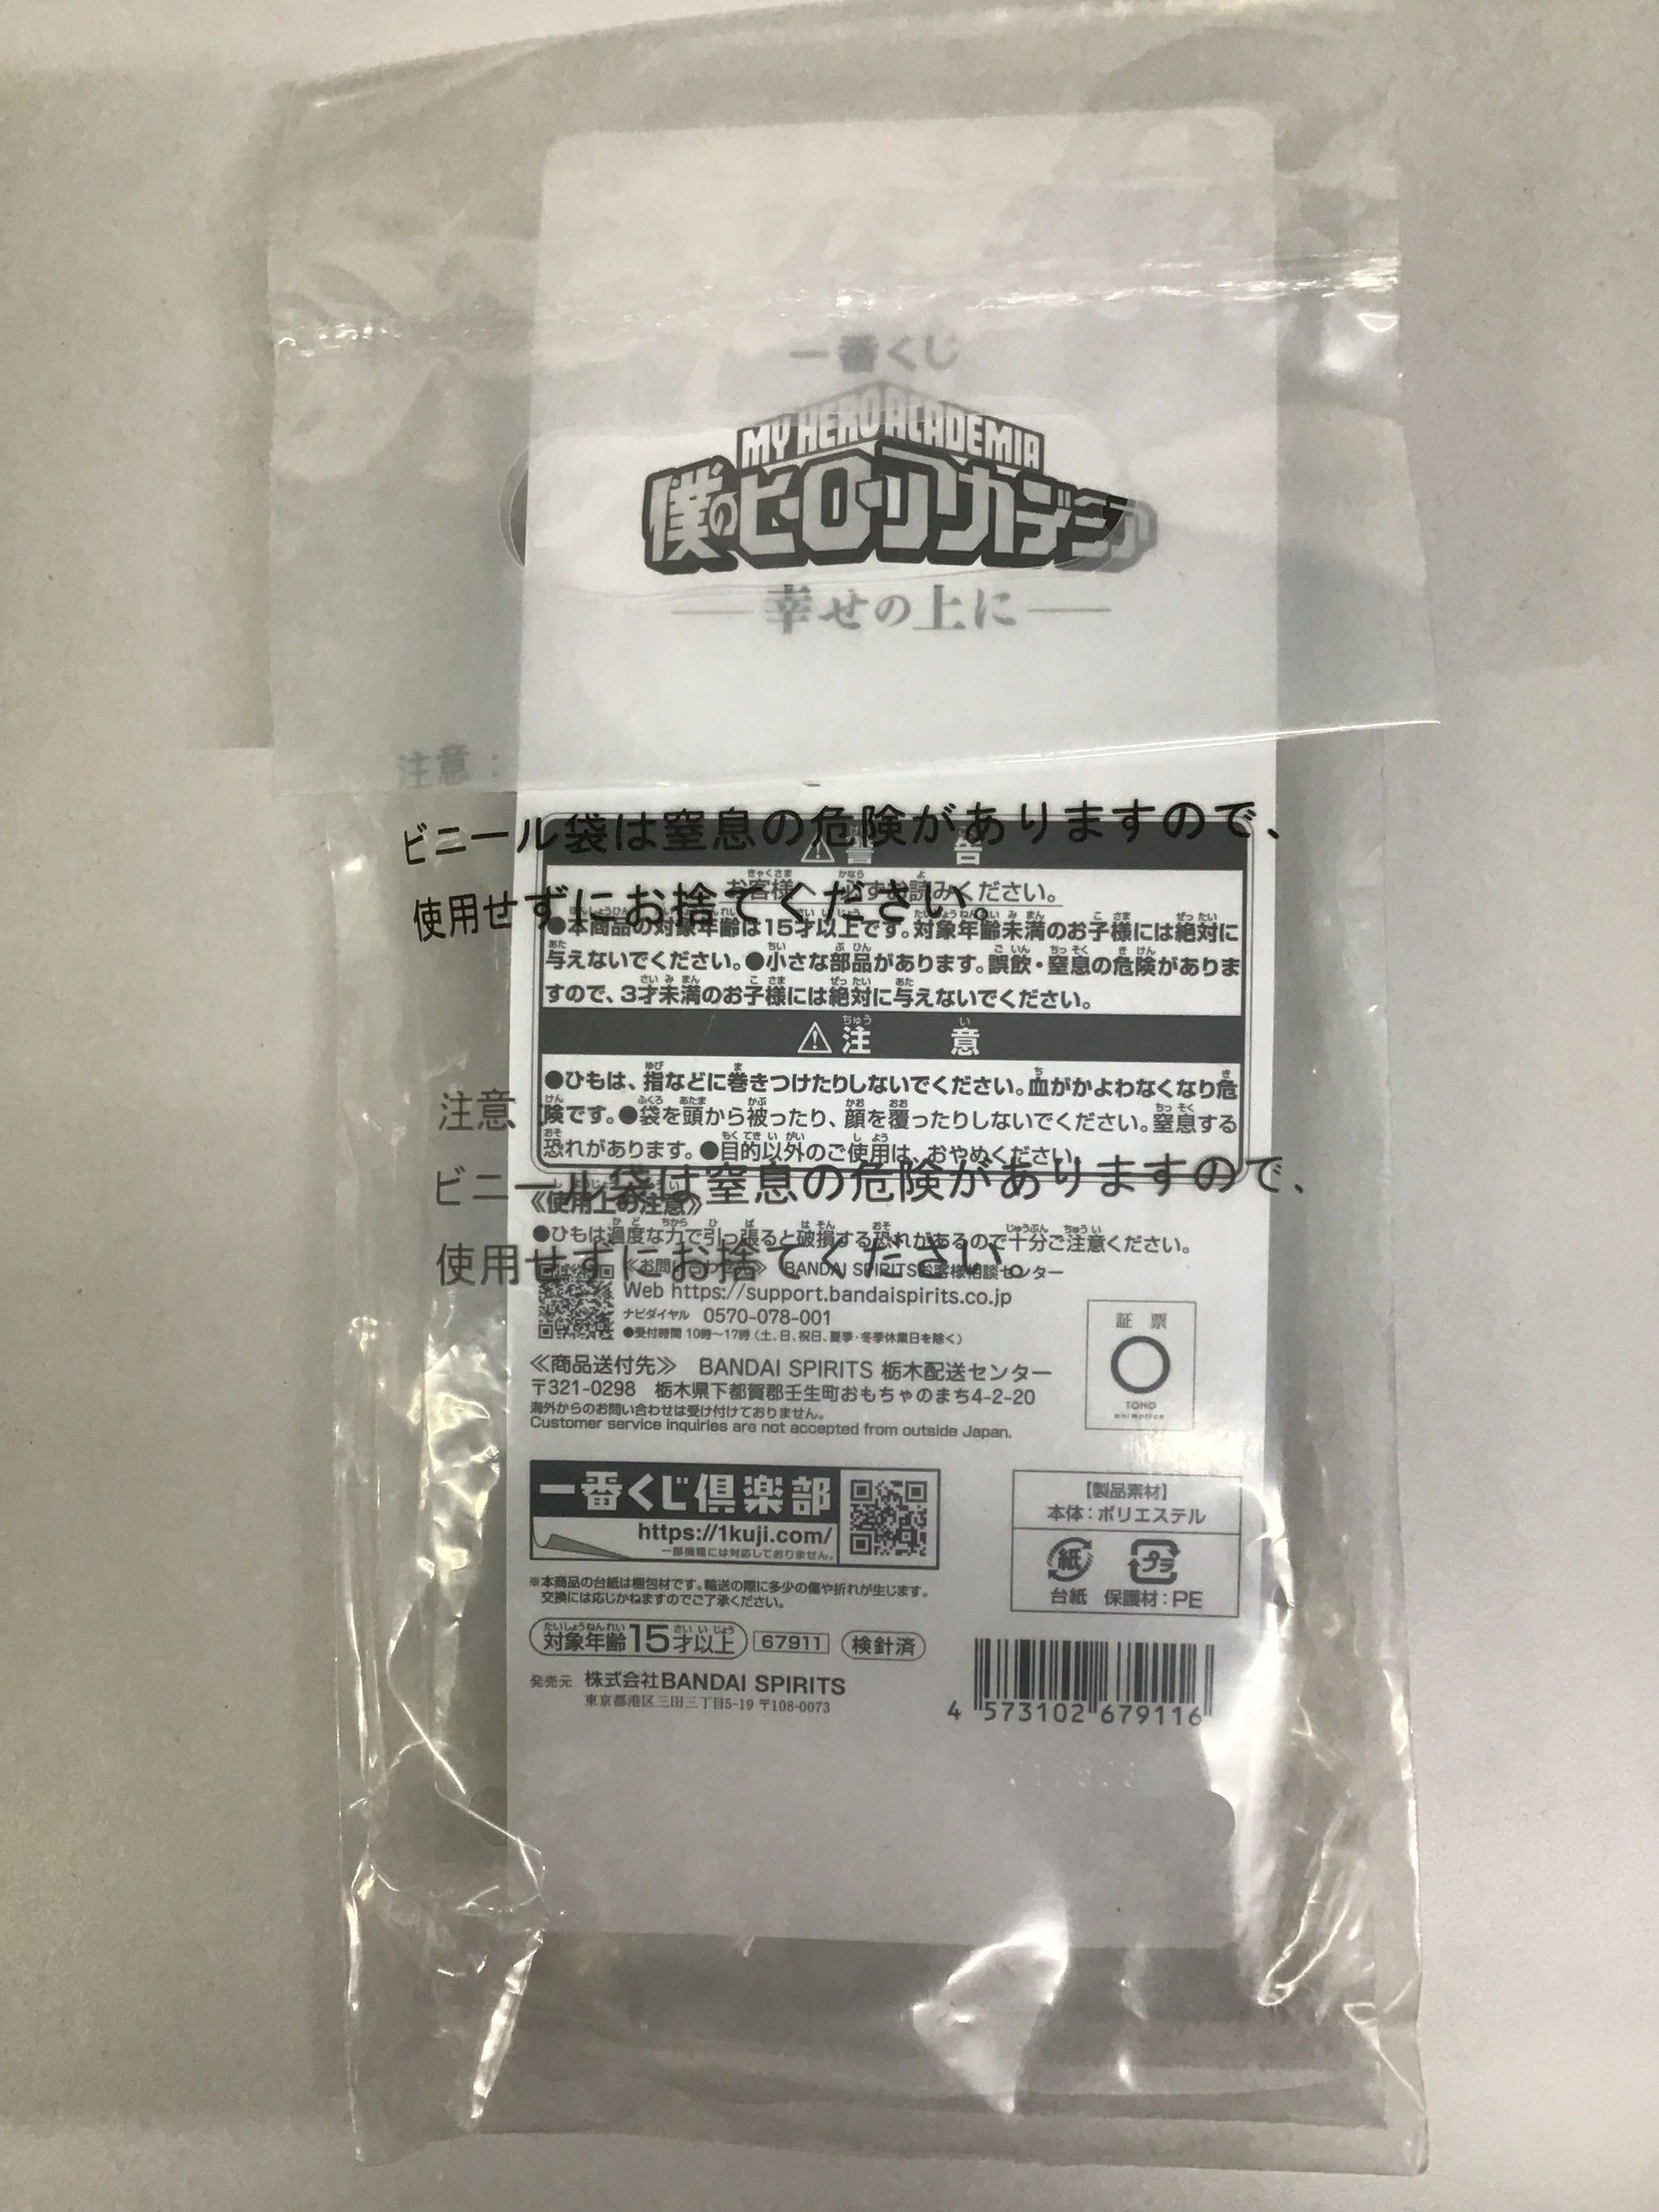 一番くじ
MY HERO ACADEMIA
僕のヒーローアカデミア
幸せの上に
注意：
ビニール袋は窒息の危険がありますので、
使用せずにお捨てください。
警告
お客様へ 必ずお読みください。
●本商品の対象年齢は15才以上です。対象年齢未満のお子様には絶対に
与えないでください。●小さな部品があります。誤飲・窒息の危険がありま
すので、3才未満のお子様には絶対に与えないでください。
注意
●ひもは、指などに巻きつけたりしないでください。血がかよわなくなり危
険です。●袋を頭から被ったり、顔を覆ったりしないでください。窒息する
恐れがあります。●目的以外のご使用は、おやめください。
注意
ビニール袋は窒息の危険がありますので、
使用せずにお捨てください。
《使用上の注意》
●ひもは過度な力で引っ張ると破損する恐れがあるので十分ご注意ください。
≪お問い合わせ先≫ BANDAI SPIRITSお客様相談センター
Web https://support.bandaispirits.co.jp
ナビダイヤル 0570-078-001
●受付時間 10時～17時（土、日、祝日、夏季・冬季休業日を除く）
≪商品送付先≫ BANDAI SPIRITS 栃木配送センター
〒321-0298 栃木県下都賀郡壬生町おもちゃのまち4-2-20
海外からのお問い合わせは受け付けておりません。
Customer service inquiries are not accepted from outside Japan.
証票
TOHO
animation
一番くじ倶楽部
https://1kuji.com/
一部機種には対応しておりません。
【製品素材】
本体：ポリエステル
紙 プラ
台紙 保護材：PE
※本商品の台紙は梱包材です。輸送の際に多少の傷や折れが生じます。
交換には応じかねますのでご了承ください。
対象年齢15才以上 67911 検針済
発売元 株式会社BANDAI SPIRITS
東京都港区三田三丁目5-19 〒108-0073
4 573102 679116